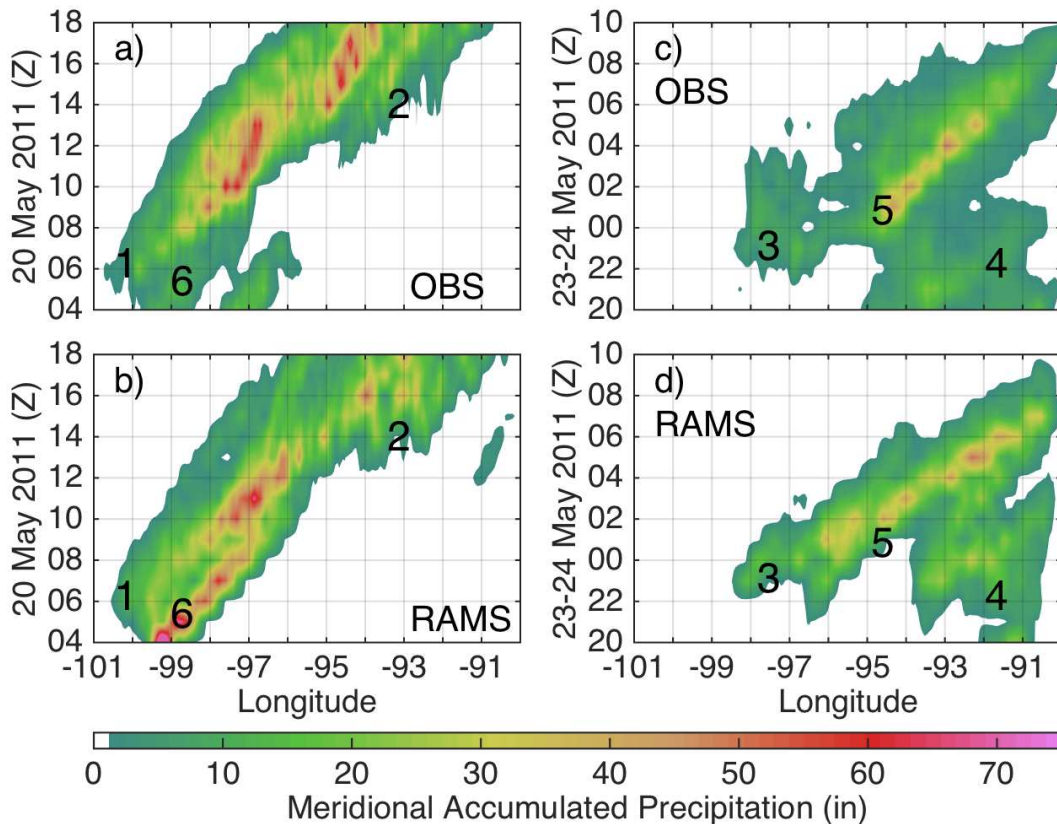 18
16
14
12
10
08
06
04
20 May 2011 (Z)
a)
1
2
6
OBS
10
08
06
04
02
00
22
20
23-24 May 2011 (Z)
c)
OBS
3
4
5
18
16
14
12
10
08
06
04
20 May 2011 (Z)
b)
1
2
6
RAMS
-101 -99 -97 -95 -93 -91
Longitude
10
08
06
04
02
00
22
20
23-24 May 2011 (Z)
d)
RAMS
3
4
5
-101 -99 -97 -95 -93 -91
Longitude
0 10 20 30 40 50 60 70
Meridional Accumulated Precipitation (in)